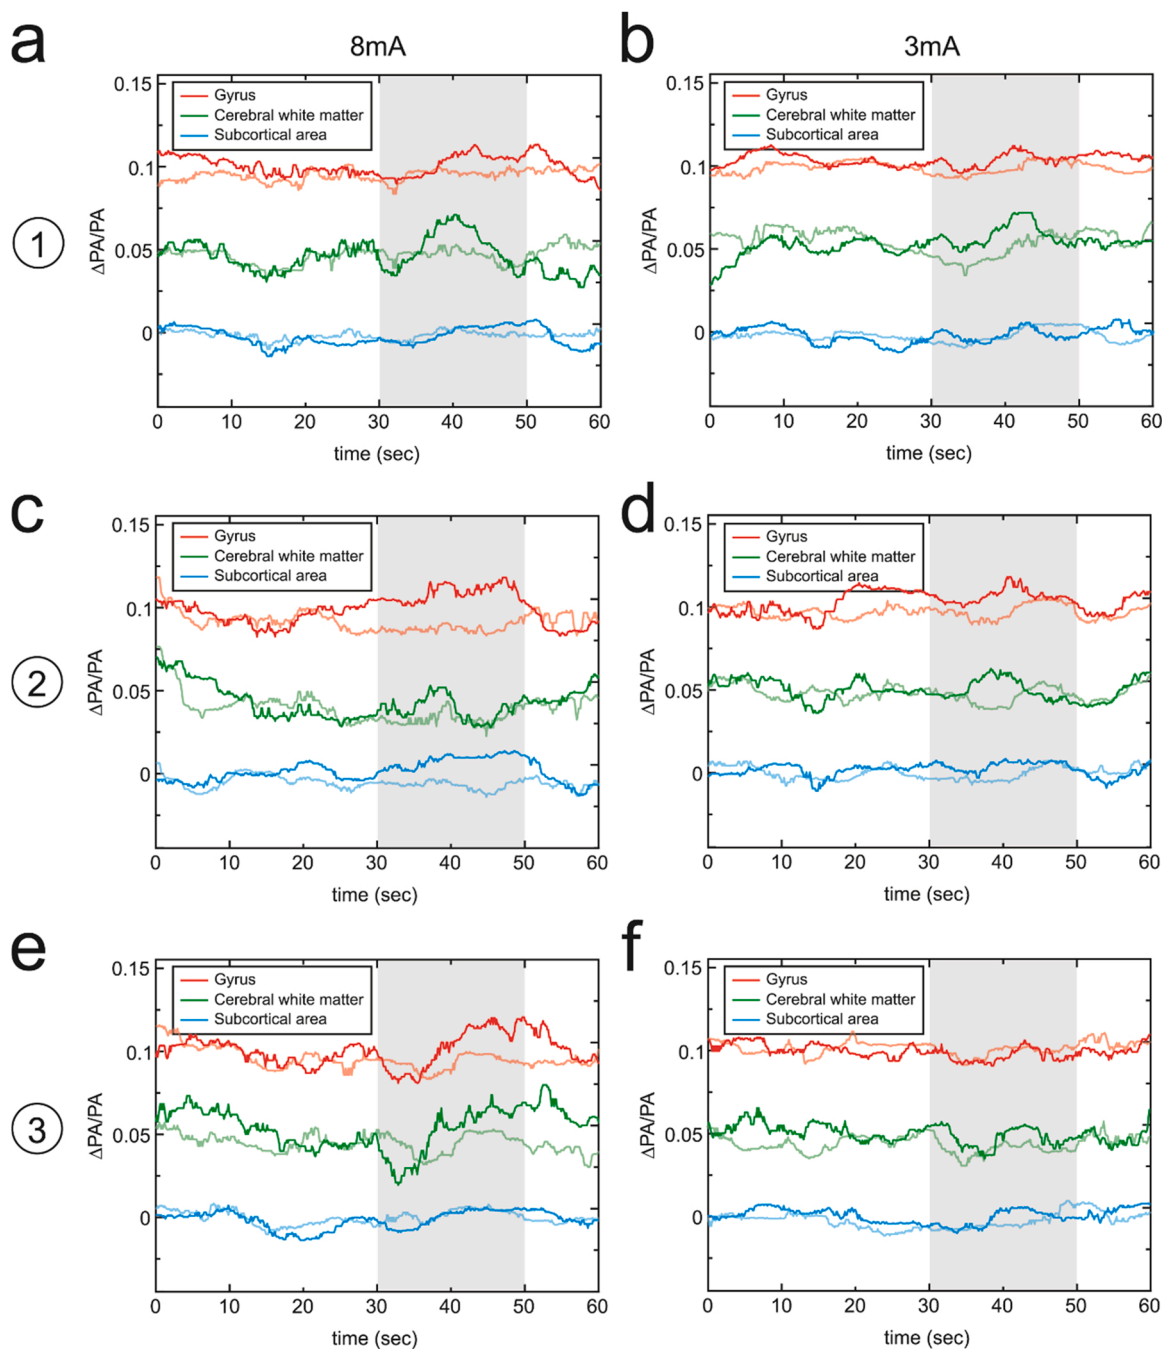 a
8mA
b
3mA
0.15
Gyrus
Cerebral white matter
Subcortical area
0.1
0.05
0
ΔPA/PA
0 10 20 30 40 50 60
time (sec)
1
0.15
Gyrus
Cerebral white matter
Subcortical area
0.1
0.05
0
ΔPA/PA
0 10 20 30 40 50 60
time (sec)
c
d
0.15
Gyrus
Cerebral white matter
Subcortical area
0.1
0.05
0
ΔPA/PA
0 10 20 30 40 50 60
time (sec)
2
0.15
Gyrus
Cerebral white matter
Subcortical area
0.1
0.05
0
ΔPA/PA
0 10 20 30 40 50 60
time (sec)
e
f
0.15
Gyrus
Cerebral white matter
Subcortical area
0.1
0.05
0
ΔPA/PA
0 10 20 30 40 50 60
time (sec)
3
0.15
Gyrus
Cerebral white matter
Subcortical area
0.1
0.05
0
ΔPA/PA
0 10 20 30 40 50 60
time (sec)